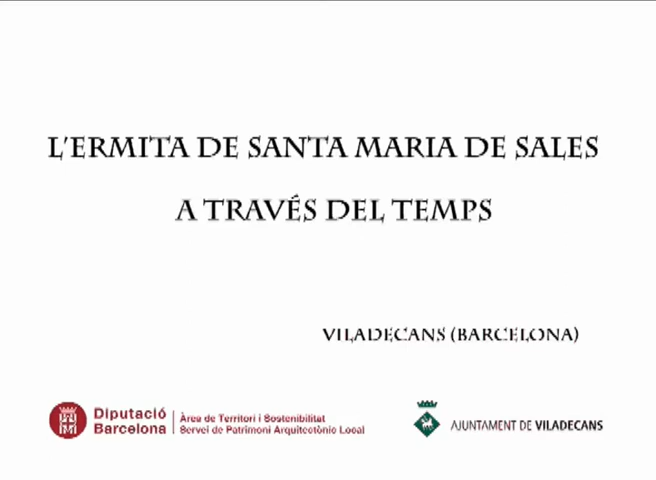 L'ERMITA DE SANTA MARIA DE SALES
A TRAVÉS DEL TEMPS
VILADECANS (BARCELONA)
Diputació
Barcelona
Àrea de Territori i Sostenibilitat
Servei de Patrimoni Arquitectònic Local
AJUNTAMENT DE VILADECANS